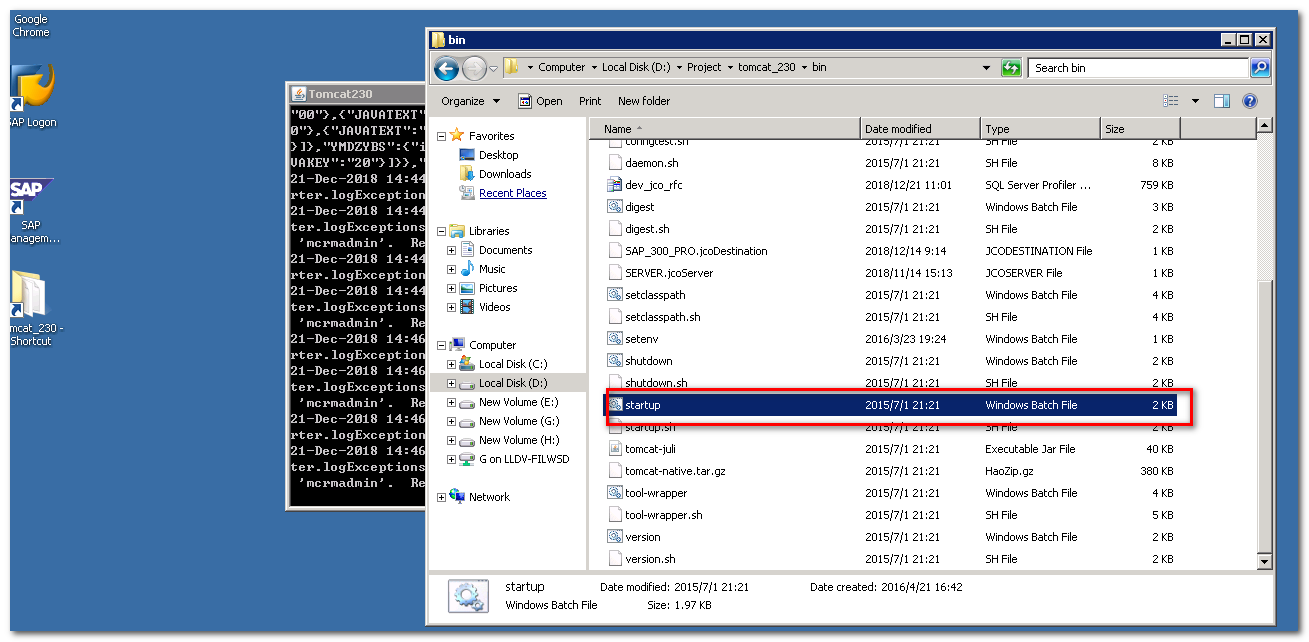 Google
Chrome
SAP Logon
SAP
SAP
anagem...
mcat_230 -
Shortcut
Tomcat230
"00"},{"JAVATEXT"
0"},{"JAVATEXT":"
}]},"YMDZYBS":{"i
VAKEY":"20"}]}},"
21-Dec-2018 14:44
rter.logExceptions
21-Dec-2018 14:44
rter.logExceptions
'mcrmadmin'. Re
21-Dec-2018 14:44
rter.logExceptions
21-Dec-2018 14:46
rter.logExceptions
'mcrmadmin'. Re
21-Dec-2018 14:46
rter.logExceptions
21-Dec-2018 14:46
rter.logExceptions
'mcrmadmin'. Re
21-Dec-2018 14:46
rter.logExceptions
21-Dec-2018 14:46
rter.logExceptions
'mcrmadmin'. Re
bin
Computer Local Disk (D:) Project tomcat_230 bin
Search bin
Organize Open Print New folder
Favorites
Desktop
Downloads
Recent Places
Libraries
Documents
Music
Pictures
Videos
Computer
Local Disk (C:)
Local Disk (D:)
New Volume (E:)
New Volume (G:)
New Volume (H:)
G on LLDV-FILWSD
Network
Name Date modified Type Size
configtest.sh 2015/7/1 21:21 SH File 2 KB
daemon.sh 2015/7/1 21:21 SH File 8 KB
dev_jco_rfc 2018/12/21 11:01 SQL Server Profiler ... 759 KB
digest 2015/7/1 21:21 Windows Batch File 3 KB
digest.sh 2015/7/1 21:21 SH File 2 KB
SAP_300_PRO.jcoDestination 2018/12/14 9:14 JCODESTINATION File 1 KB
SERVER.jcoServer 2018/11/14 15:13 JCOSERVER File 1 KB
setclasspath 2015/7/1 21:21 Windows Batch File 4 KB
setclasspath.sh 2015/7/1 21:21 SH File 4 KB
setenv 2016/3/23 19:24 Windows Batch File 1 KB
shutdown 2015/7/1 21:21 Windows Batch File 2 KB
shutdown.sh 2015/7/1 21:21 SH File 2 KB
startup 2015/7/1 21:21 Windows Batch File 2 KB
startup.sh 2015/7/1 21:21 SH File 2 KB
tomcat-juli 2015/7/1 21:21 Executable Jar File 40 KB
tomcat-native.tar.gz 2015/7/1 21:21 HaoZip.gz 380 KB
tool-wrapper 2015/7/1 21:21 Windows Batch File 4 KB
tool-wrapper.sh 2015/7/1 21:21 SH File 5 KB
version 2015/7/1 21:21 Windows Batch File 2 KB
version.sh 2015/7/1 21:21 SH File 2 KB
startup Date modified: 2015/7/1 21:21 Date created: 2016/4/21 16:42
Windows Batch File Size: 1.97 KB